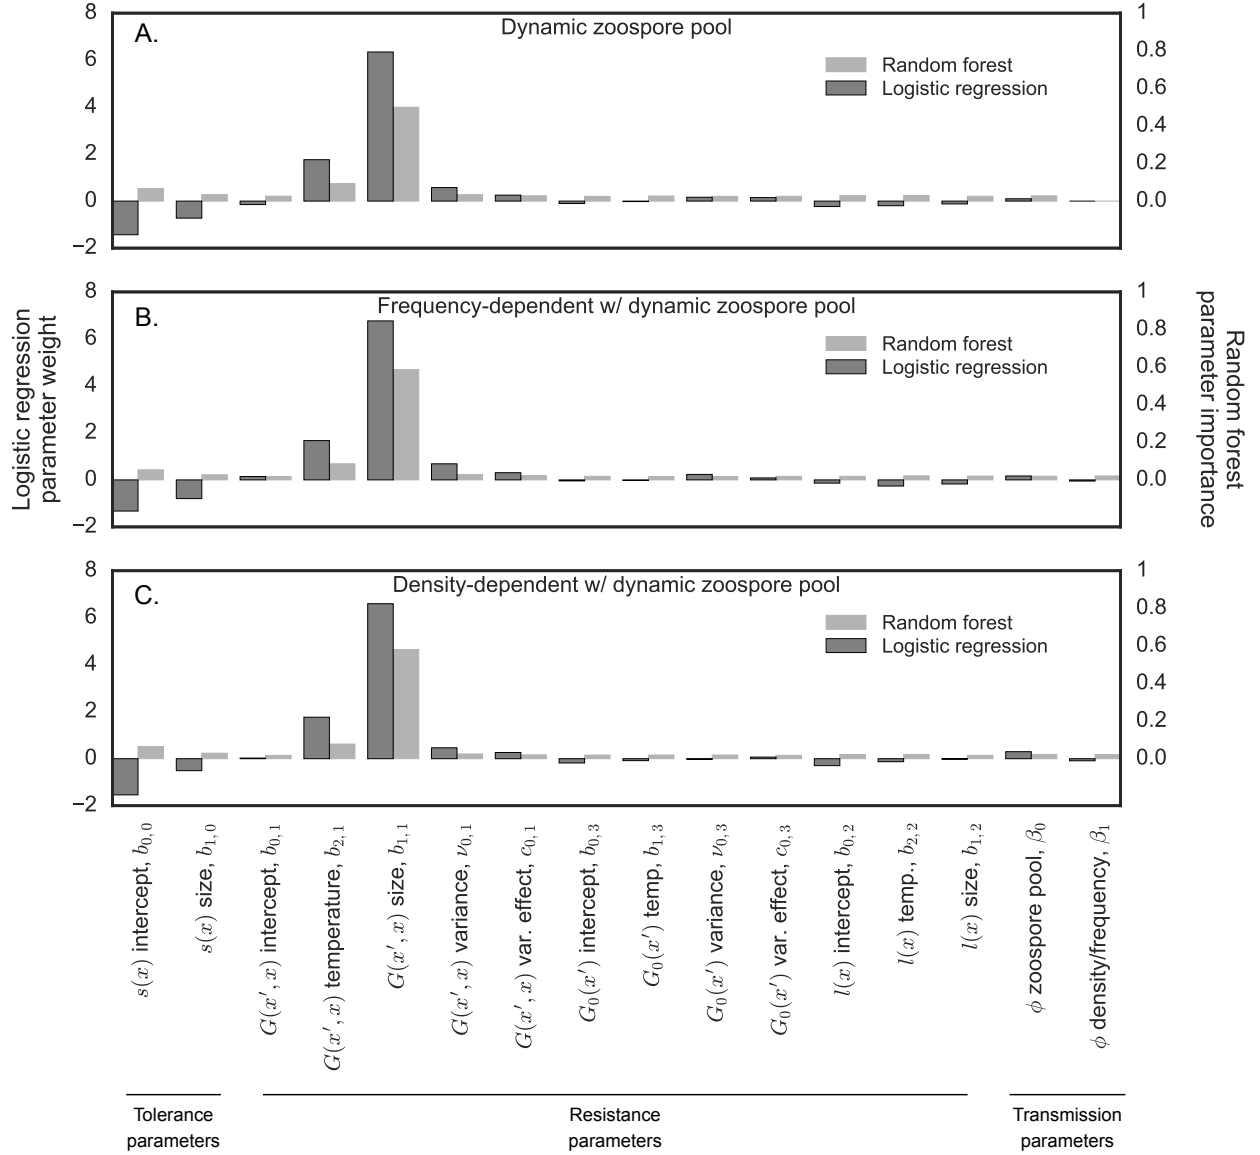 A.
Dynamic zoospore pool
Random forest
Logistic regression
8
6
4
2
0
−2
1
0.8
0.6
0.4
0.2
0.0
B.
Frequency-dependent w/ dynamic zoospore pool
Random forest
Logistic regression
8
6
4
2
0
−2
1
0.8
0.6
0.4
0.2
0.0
Logistic regression
parameter weight
Random forest
parameter importance
C.
Density-dependent w/ dynamic zoospore pool
Random forest
Logistic regression
8
6
4
2
0
−2
1
0.8
0.6
0.4
0.2
0.0
s(x) intercept, b0,0
s(x) size, b1,0
G(x′, x) intercept, b0,1
G(x′, x) temperature, b2,1
G(x′, x) size, b1,1
G(x′, x) variance, ν0,1
G(x′, x) var. effect, c0,1
G0(x′) intercept, b0,3
G0(x′) temp, b1,3
G0(x′) variance, ν0,3
G0(x′) var. effect, c0,3
l(x) intercept, b0,2
l(x) temp., b2,2
l(x) size, b1,2
ϕ zoospore pool, β0
ϕ density/frequency, β1
Tolerance
parameters
Resistance
parameters
Transmission
parameters